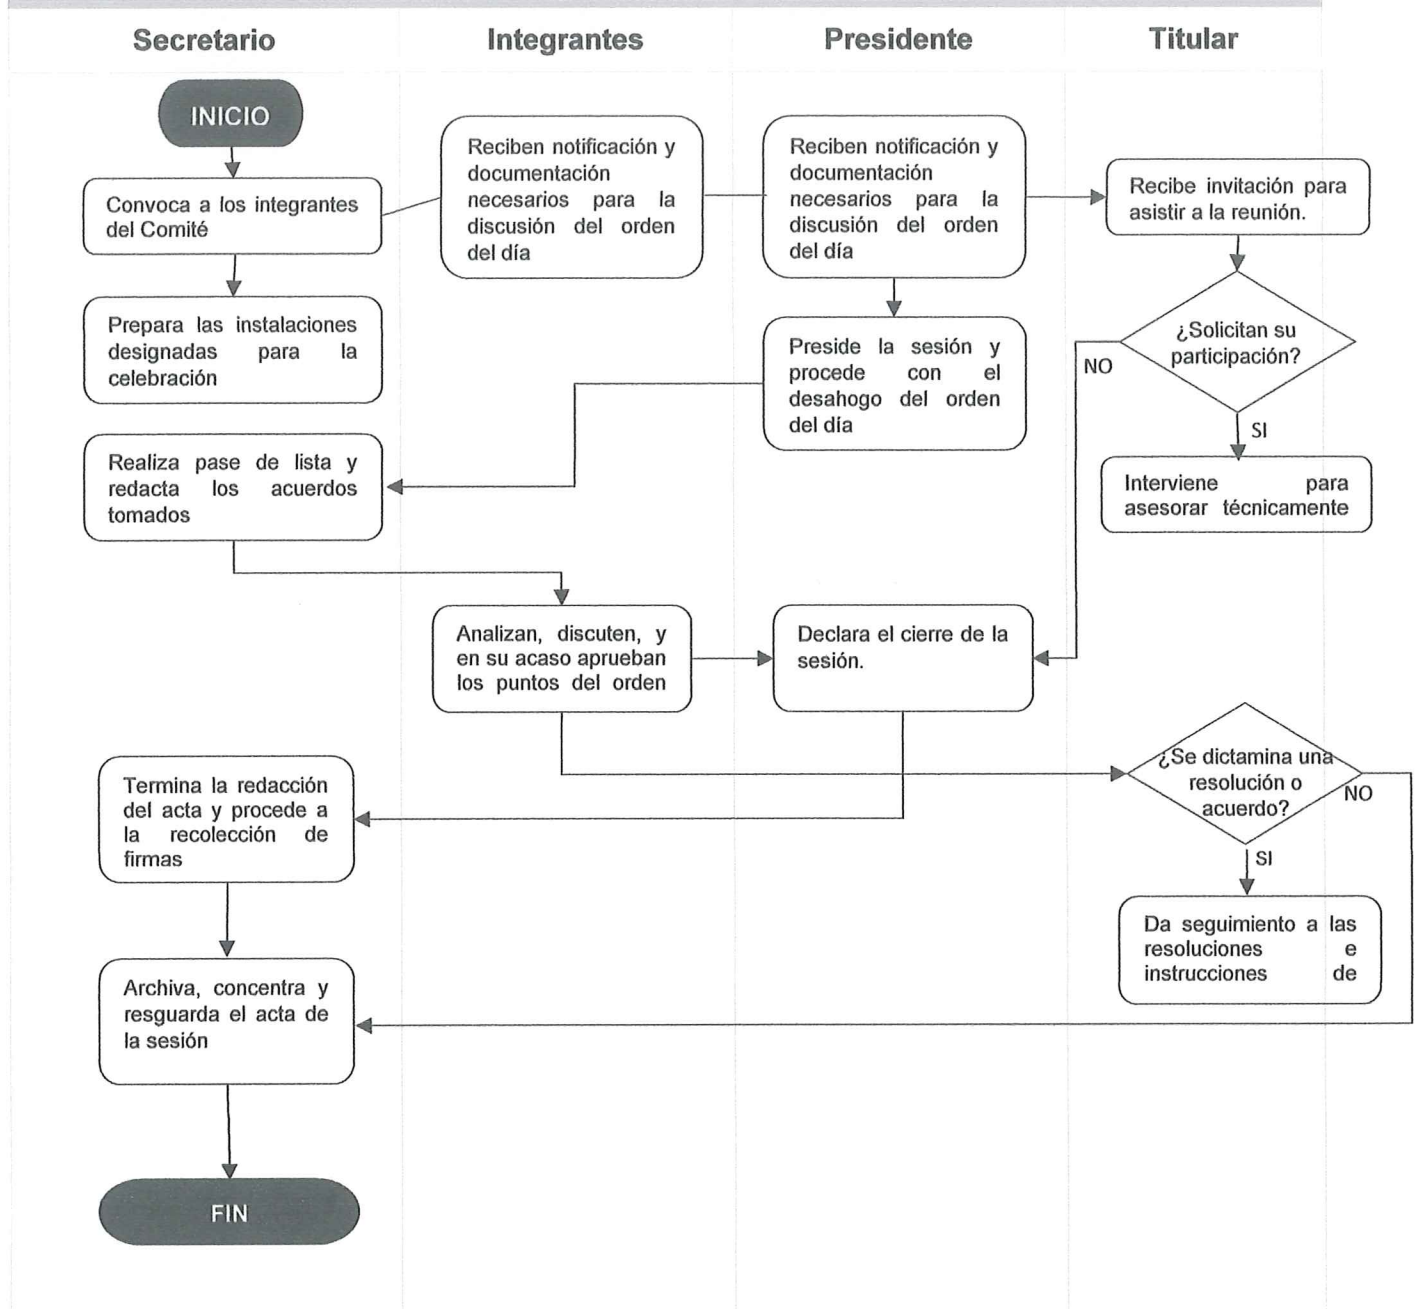 Secretario
Integrantes
Presidente
Titular
INICIO
Convoca a los integrantes
del Comité
Reciben notificación y
documentación
necesarios para la
discusión del orden
del día
Reciben notificación y
documentación
necesarios para la
discusión del orden
del día
Recibe invitación para
asistir a la reunión.
Prepara las instalaciones
designadas para la
celebración
Preside la sesión y
procede con el
desahogo del orden
del día
¿Solicitan su
participación?
NO
SI
Realiza pase de lista y
redacta los acuerdos
tomados
Interviene para
asesorar técnicamente
Analizan, discuten, y
en su acaso aprueban
los puntos del orden
Declara el cierre de la
sesión.
¿Se dictamina una
resolución o
acuerdo?
NO
SI
Termina la redacción
del acta y procede a
la recolección de
firmas
Da seguimiento a las
resoluciones e
instrucciones de
Archiva, concentra y
resguarda el acta de
la sesión
FIN